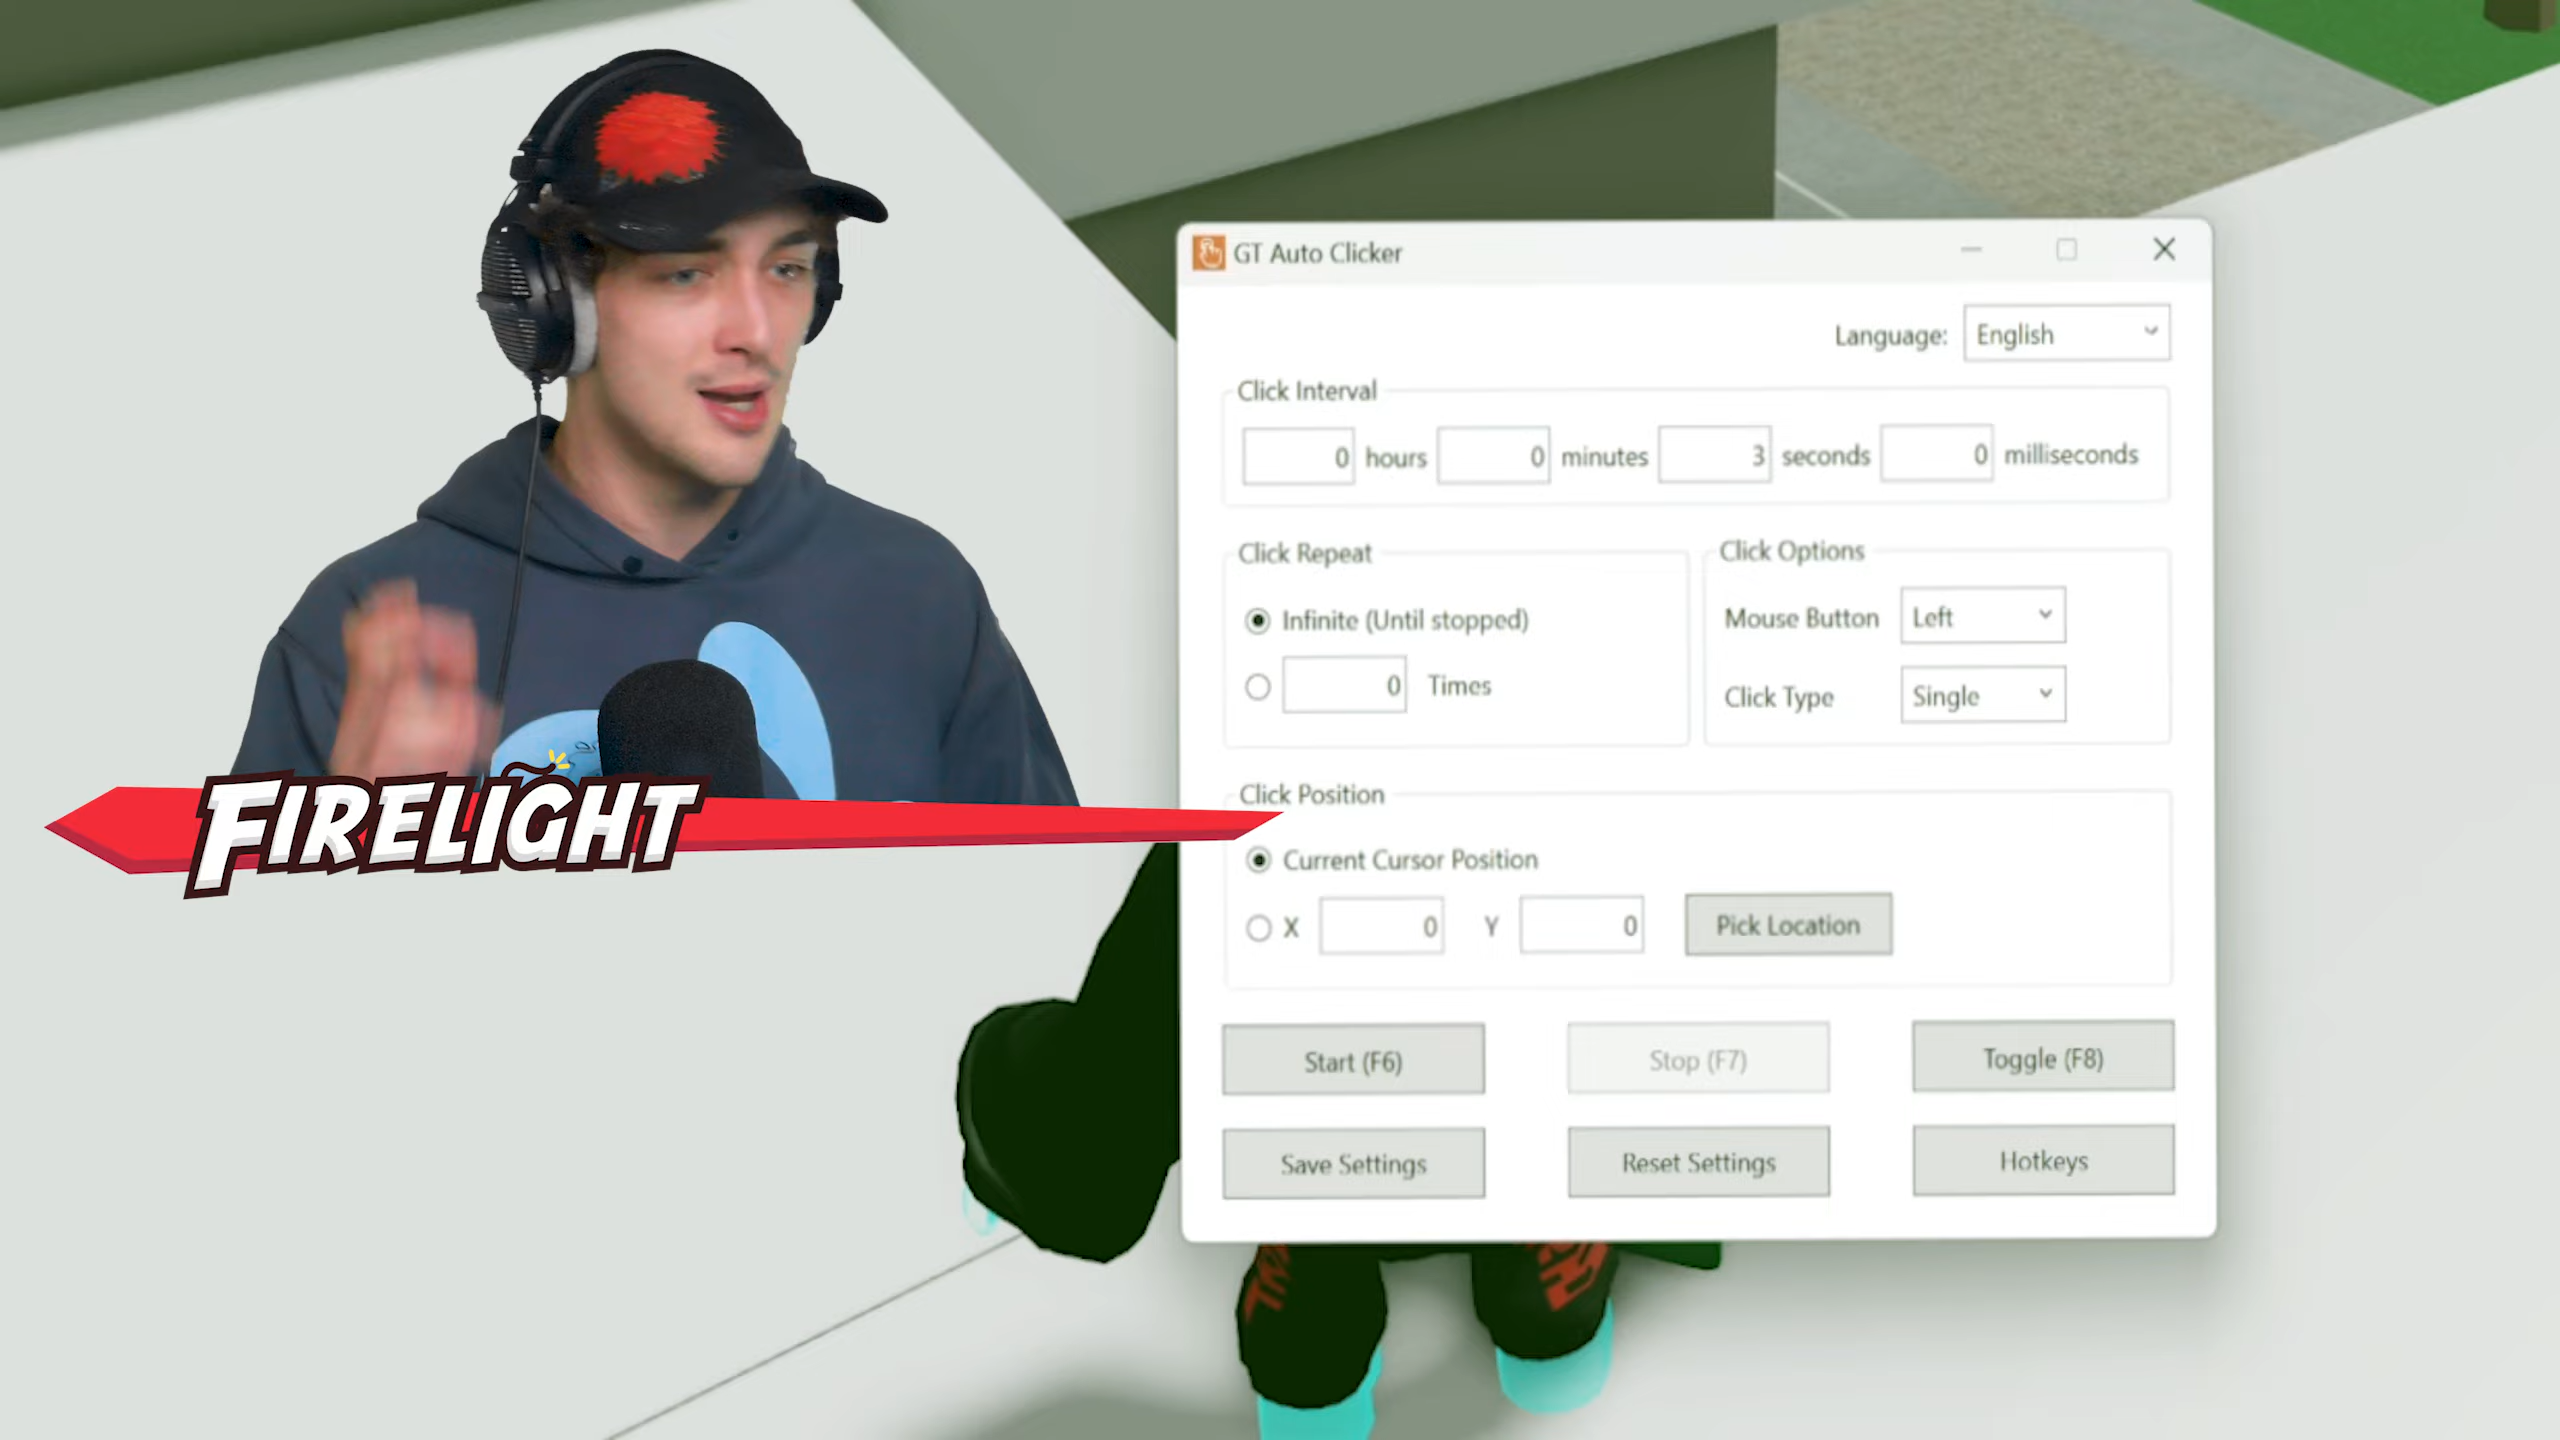 GT Auto Clicker
Language: English
Click Interval
0 hours 0 minutes 3 seconds 0 milliseconds
Click Repeat
Infinite (Until stopped)
0 Times
Click Options
Mouse Button Left
Click Type Single
FIRELIGHT
Click Position
Current Cursor Position
X 0 Y 0 Pick Location
Start (F6) Stop (F7) Toggle (F8)
Save Settings Reset Settings Hotkeys